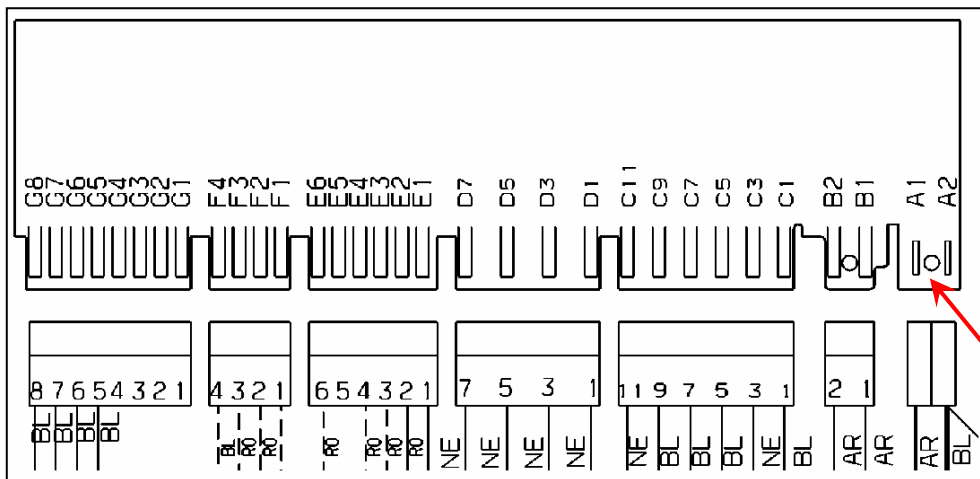 G8 G7 G6 G5 G4 G3 G2 G1 F4 F3 F2 F1 E6 E5 E4 E3 E2 E1 D7 D5 D3 D1 C11 C9 C7 C5 C3 C1 B2 B1 A1 A2
8 7 6 5 4 3 2 1 4 3 2 1 6 5 4 3 2 1 7 5 3 1 11 9 7 5 3 1 2 1
BL BL BL BL BL RO RO RO RO RO RO NE NE NE NE NE BL BL BL NE BL AR AR AR BL